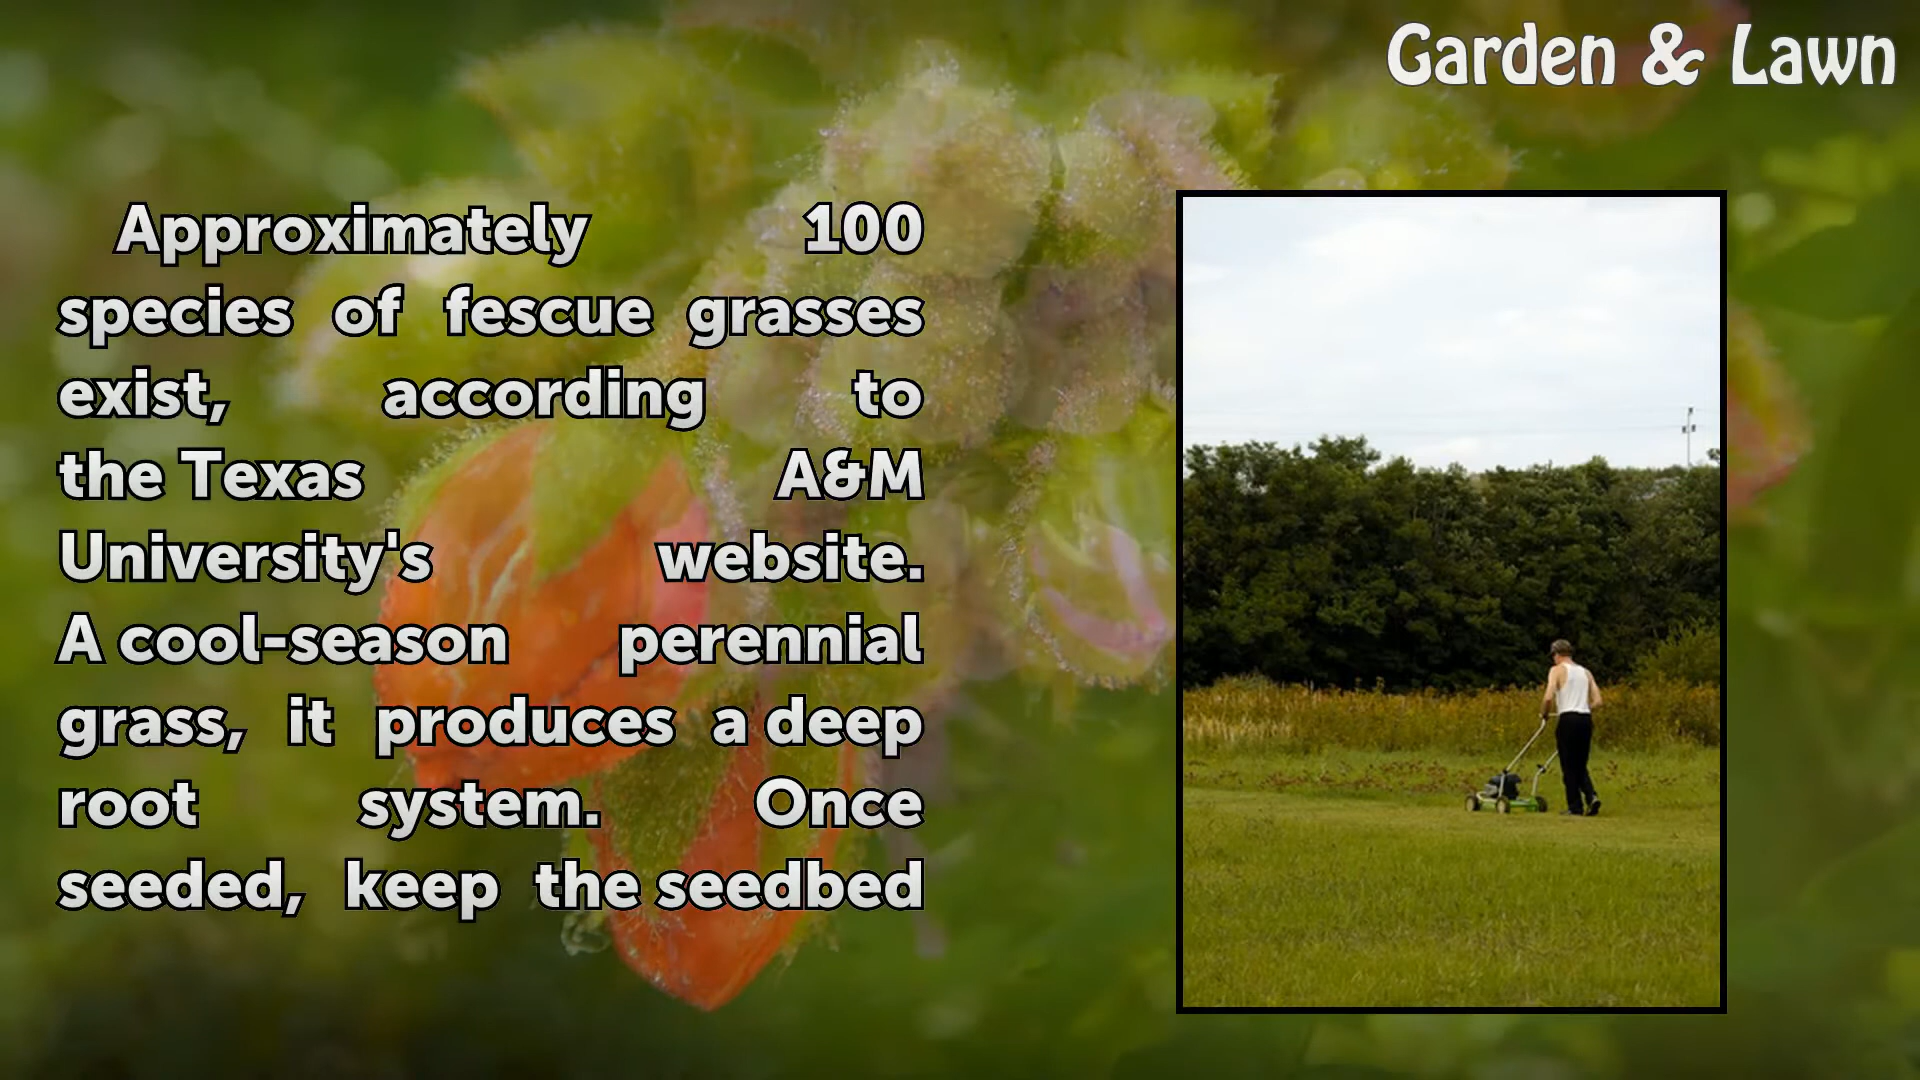 Garden & Lawn
Approximately 100
species of fescue grasses
exist, according to
the Texas A&M
University's website.
A cool-season perennial
grass, it produces a deep
root system. Once
seeded, keep the seedbed